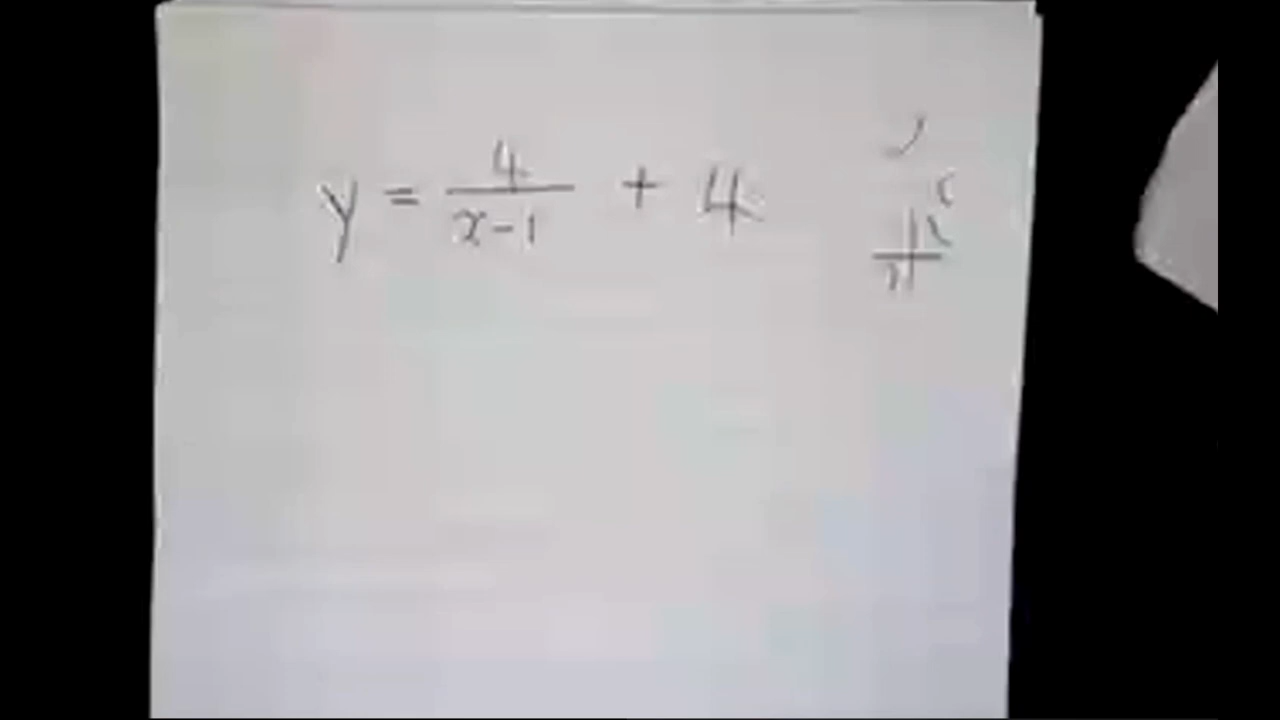 y = 4/(x-1) + 4